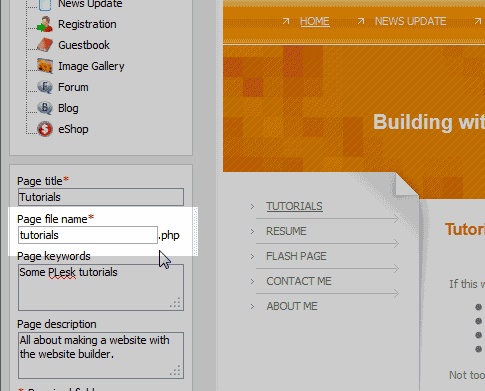 News Update
Registration
Guestbook
Image Gallery
Forum
Blog
eShop
Page title*
Tutorials
Page file name*
tutorials .php
Page keywords
Some PLesk tutorials
Page description
All about making a website with
the website builder.
HOME
NEWS UPDATE
Building wit
TUTORIALS
RESUME
FLASH PAGE
CONTACT ME
ABOUT ME
Tutori
If this w
Not too